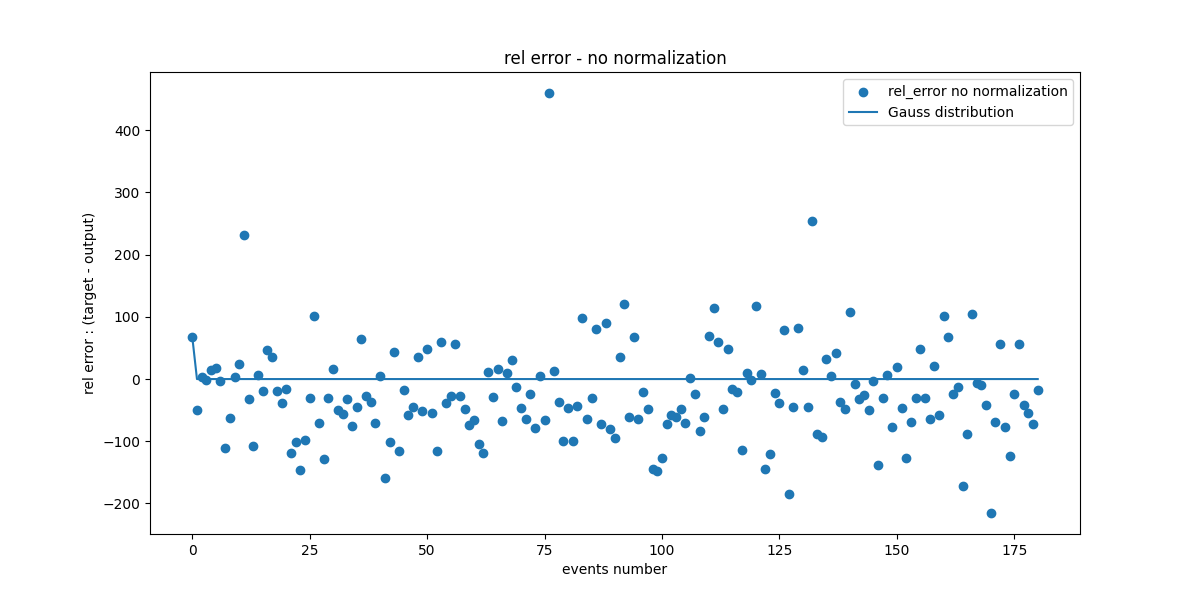 rel error - no normalization
rel_error no normalization
Gauss distribution
400
300
200
100
0
−100
−200
rel error : (target - output)
0 25 50 75 100 125 150 175
events number